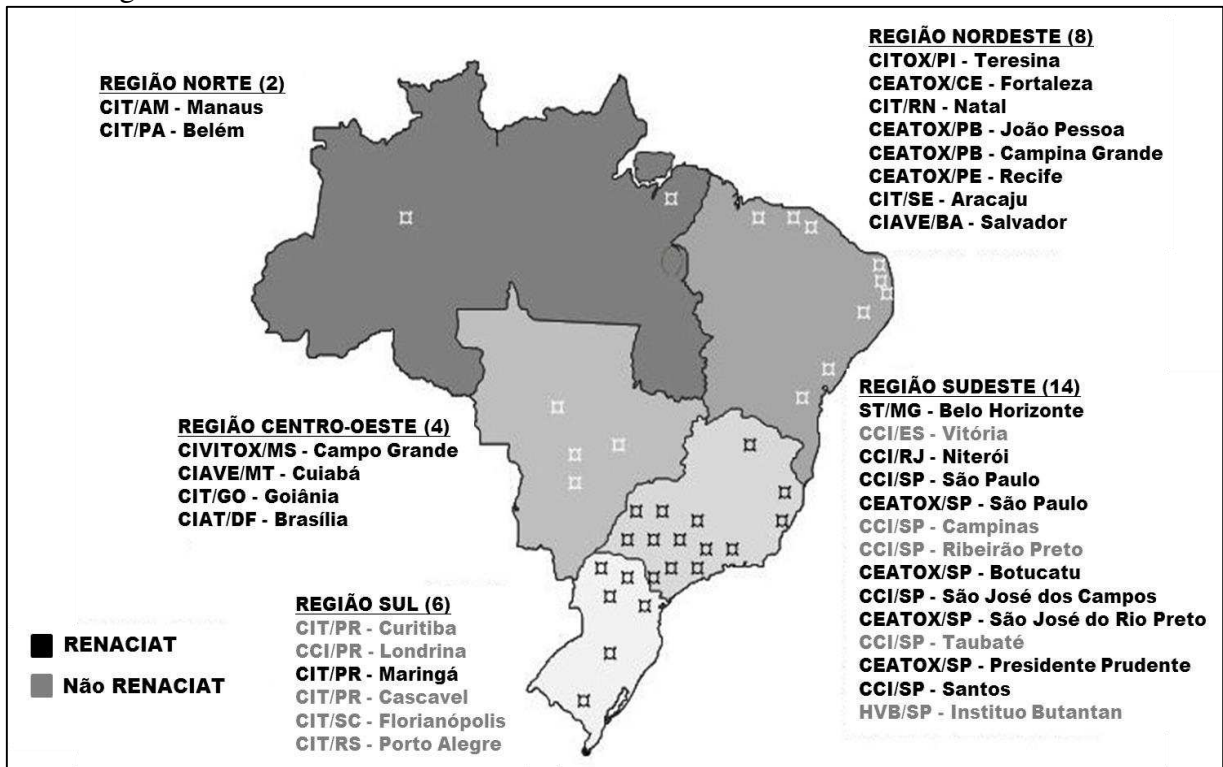 REGIÃO NORTE (2)
CIT/AM - Manaus
CIT/PA - Belém
REGIÃO NORDESTE (8)
CITOX/PI - Teresina
CEATOX/CE - Fortaleza
CIT/RN - Natal
CEATOX/PB - João Pessoa
CEATOX/PB - Campina Grande
CEATOX/PE - Recife
CIT/SE - Aracaju
CIAVE/BA - Salvador
REGIÃO CENTRO-OESTE (4)
CIVITOX/MS - Campo Grande
CIAVE/MT - Cuiabá
CIT/GO - Goiânia
CIAT/DF - Brasília
REGIÃO SUDESTE (14)
ST/MG - Belo Horizonte
CCI/ES - Vitória
CCI/RJ - Niterói
CCI/SP - São Paulo
CEATOX/SP - São Paulo
CCI/SP - Campinas
CCI/SP - Ribeirão Preto
CEATOX/SP - Botucatu
CCI/SP - São José dos Campos
CEATOX/SP - São José do Rio Preto
CCI/SP - Taubaté
CEATOX/SP - Presidente Prudente
CCI/SP - Santos
HVB/SP - Instituo Butantan
REGIÃO SUL (6)
CIT/PR - Curitiba
CCI/PR - Londrina
CIT/PR - Maringá
CIT/PR - Cascavel
CIT/SC - Florianópolis
CIT/RS - Porto Alegre
RENACIAT
Não RENACIAT